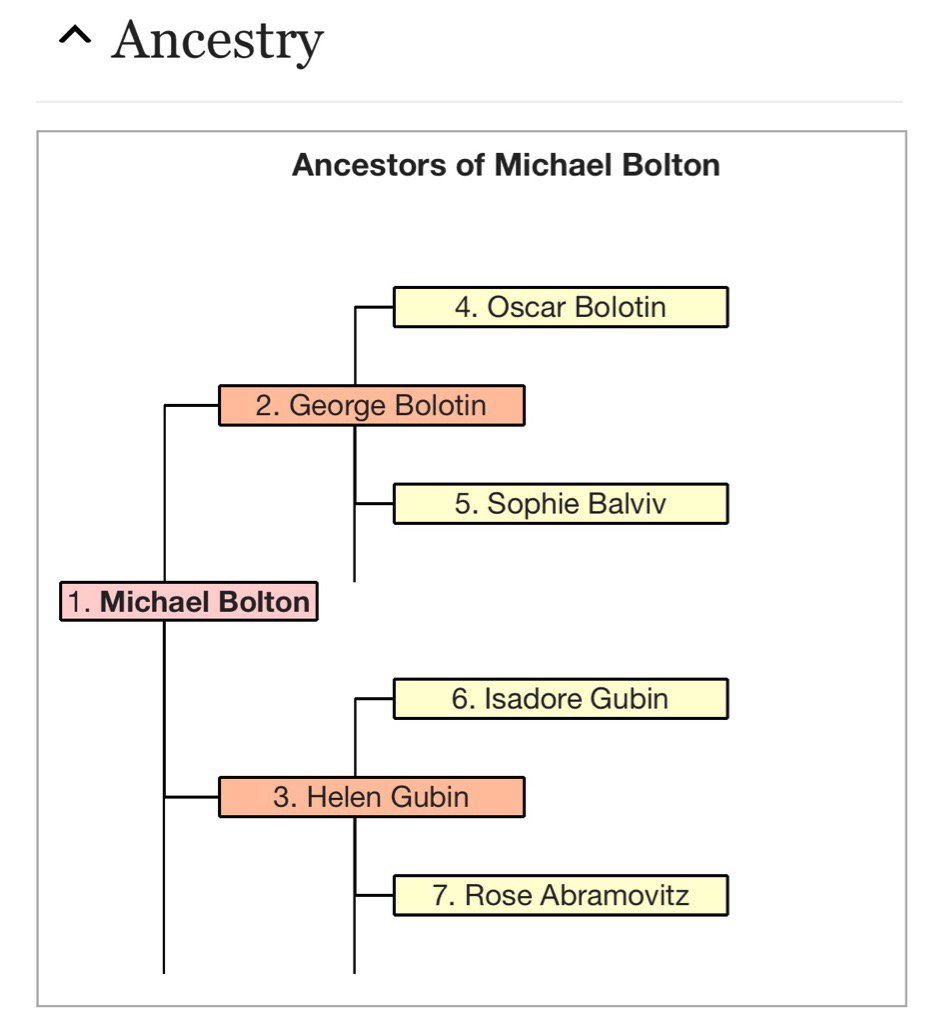 Ancestry
Ancestors of Michael Bolton
4. Oscar Bolotin
2. George Bolotin
5. Sophie Balviv
1. Michael Bolton
6. Isadore Gubin
3. Helen Gubin
7. Rose Abramovitz